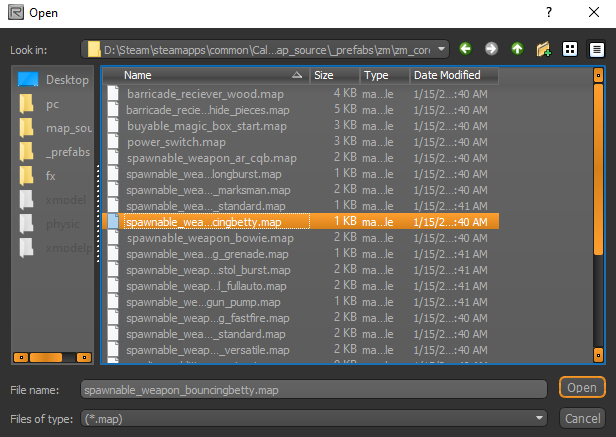 Open
?
Look in:
D:\Steam\steamapps\common\Cal...ap_source\_prefabs\zm\zm_cor
Desktop
pc
map_sou
_prefabs
fx
xmodel
physic
xmodelp
Name Size Type Date Modified
barricade_reciever_wood.map 4 KB ma...le 1/15/2...:40 AM
barricade_recie...hide_pieces.map 5 KB ma...le 1/15/2...:40 AM
buyable_magic_box_start.map 3 KB ma...le 1/15/2...:40 AM
power_switch.map 3 KB ma...le 1/15/2...:40 AM
spawnable_weapon_ar_cqb.map 2 KB ma...le 1/15/2...:40 AM
spawnable_wea...longburst.map 1 KB ma...le 1/15/2...:40 AM
spawnable_wea..._marksman.map 2 KB ma...le 1/15/2...:40 AM
spawnable_wea..._standard.map 1 KB ma...le 1/15/2...:41 AM
spawnable_wea...cingbetty.map 1 KB ma...le 1/15/2...:40 AM
spawnable_weapon_bowie.map 2 KB ma...le 1/15/2...:40 AM
spawnable_wea...g_grenade.map 1 KB ma...le 1/15/2...:41 AM
spawnable_weap...stol_burst.map 2 KB ma...le 1/15/2...:41 AM
spawnable_weap...l_fullauto.map 2 KB ma...le 1/15/2...:41 AM
spawnable_we...gun_pump.map 1 KB ma...le 1/15/2...:41 AM
spawnable_weap...g_fastfire.map 2 KB ma...le 1/15/2...:40 AM
spawnable_wea..._standard.map 2 KB ma...le 1/15/2...:40 AM
spawnable_weap..._versatile.map 2 KB ma...le 1/15/2...:40 AM
File name: spawnable_weapon_bouncingbetty.map Open
Files of type: (*.map) Cancel